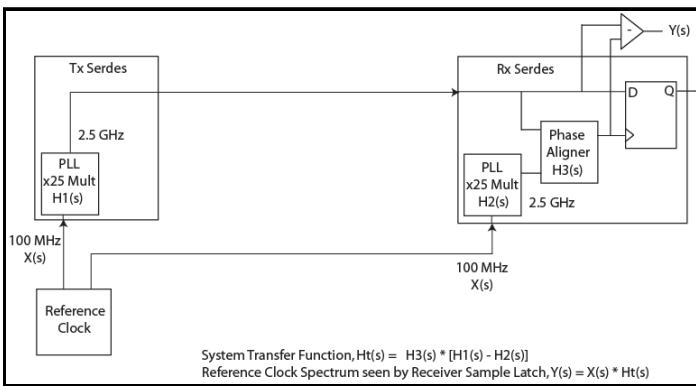 Y(s)
-
Tx Serdes
Rx Serdes
D
Q
2.5 GHz
Phase
Aligner
H3(s)
PLL
x25 Mult
H1(s)
PLL
x25 Mult
H2(s)
2.5 GHz
100 MHz
X(s)
100 MHz
X(s)
Reference
Clock
System Transfer Function, Ht(s) = H3(s) * [H1(s) - H2(s)]
Reference Clock Spectrum seen by Receiver Sample Latch, Y(s) = X(s) * Ht(s)